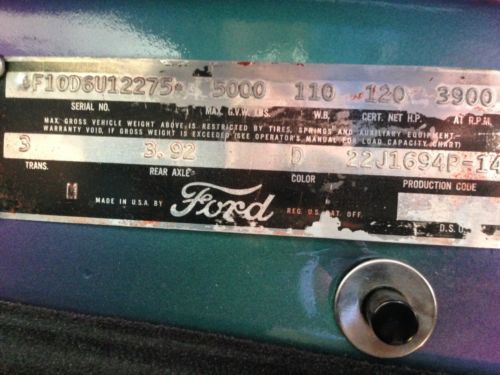 *F10D6U12275* 5000 110 120 3900
SERIAL NO. MAX. G.V.W. LBS. W.B. CERT. NET H.P. AT R.P.M.
MAX. GROSS VEHICLE WEIGHT ABOVE, IS RESTRICTED BY TIRES, SPRINGS AND AUXILIARY EQUIPMENT
WARRANTY VOID, IF GROSS WEIGHT IS EXCEEDED (SEE OPERATOR'S MANUAL FOR LOAD CAPACITY CHART)
3 3.92 D 22J1694P-14
TRANS. REAR AXLE COLOR PRODUCTION CODE
MADE IN U.S.A. BY Ford REG. U.S. PAT. OFF.
D.S.O.